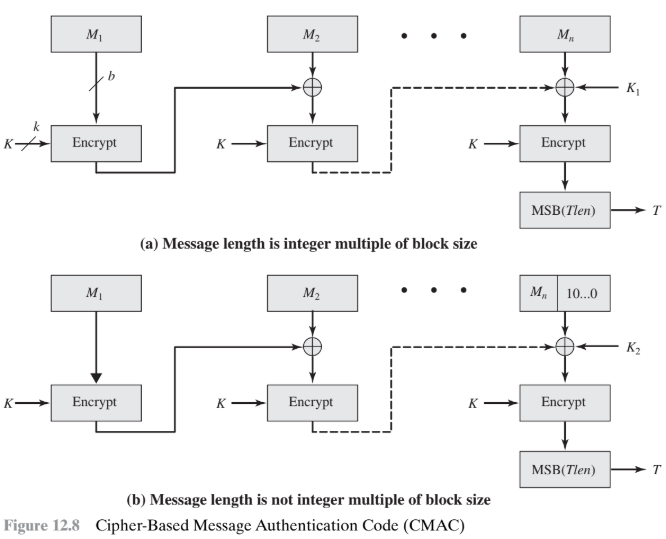 M1 M2 • • • Mn
b
K1
k
K Encrypt K Encrypt K Encrypt
MSB(Tlen) T
(a) Message length is integer multiple of block size
M1 M2 • • • Mn 10...0
K2
K Encrypt K Encrypt K Encrypt
MSB(Tlen) T
(b) Message length is not integer multiple of block size
Figure 12.8 Cipher-Based Message Authentication Code (CMAC)